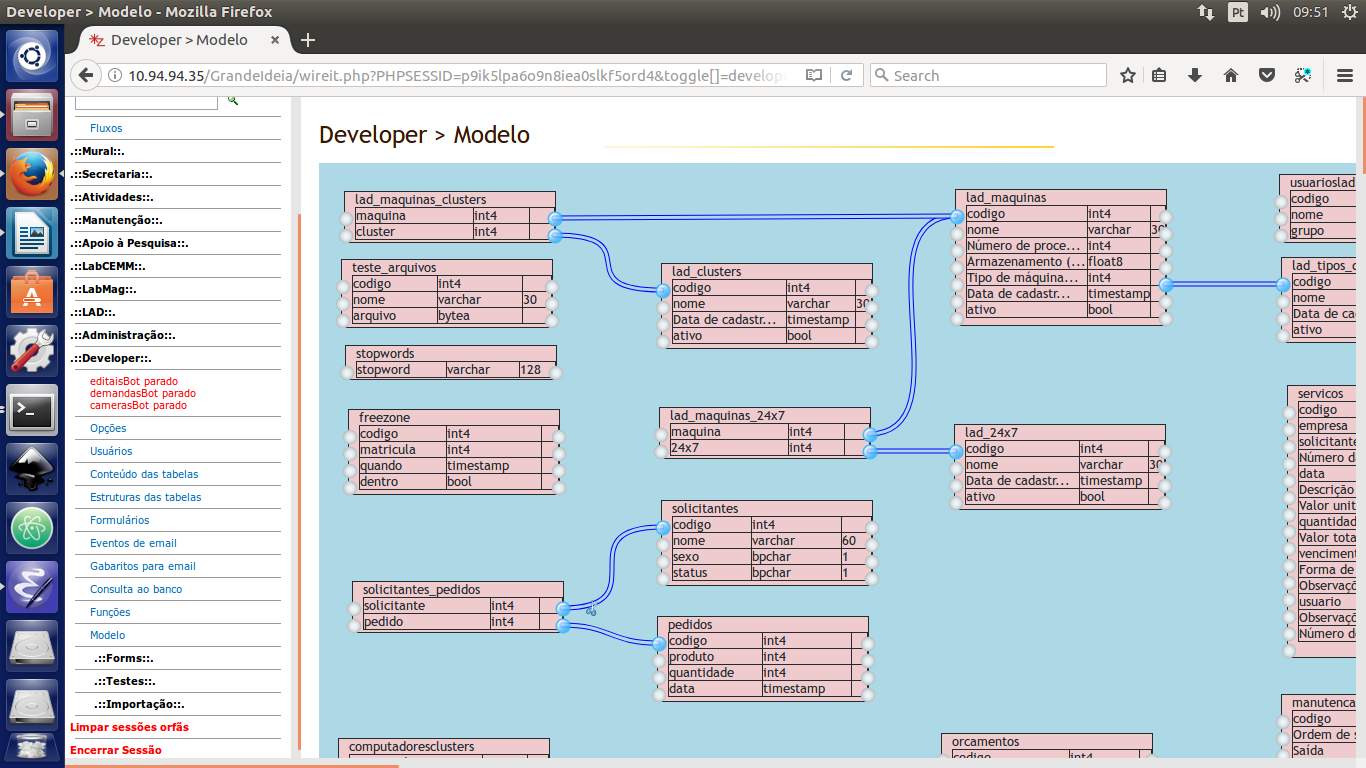 Developer > Modelo - Mozilla Firefox
Pt
09:51
Developer > Modelo
10.94.94.35/GrandeIdeia/wireit.php?PHPSESSID=p9ik5lpa6o9n8iea0slkf5ord4&toggle[]=develop
Search
Fluxos
.::Mural::.
.::Secretaria::.
.::Atividades::.
.::Manutenção::.
.::Apoio à Pesquisa::.
.::LabCEMM::.
.::LabMag::.
.::LAD::.
.::Administração::.
.::Developer::.
editaisBot parado
demandasBot parado
camerasBot parado
Opções
Usuários
Conteúdo das tabelas
Estruturas das tabelas
Formulários
Eventos de email
Gabaritos para email
Consulta ao banco
Funções
Modelo
.::Forms::.
.::Testes::.
.::Importação::.
Limpar sessões orfãs
Encerrar Sessão
Developer > Modelo
lad_maquinas_clusters
maquina int4
cluster int4
teste_arquivos
codigo int4
nome varchar 30
arquivo bytea
stopwords
stopword varchar 128
freezone
codigo int4
matricula int4
quando timestamp
dentro bool
solicitantes_pedidos
solicitante int4
pedido int4
computadoresclusters
lad_clusters
codigo int4
nome varchar 30
Data de cadastr... timestamp
ativo bool
lad_maquinas_24x7
maquina int4
24x7 int4
solicitantes
codigo int4
nome varchar 60
sexo bpchar 1
status bpchar 1
pedidos
codigo int4
produto int4
quantidade int4
data timestamp
lad_maquinas
codigo int4
nome varchar 30
Número de proce... int4
Armazenamento (... float8
Tipo de máquina... int4
Data de cadastr... timestamp
ativo bool
lad_24x7
codigo int4
nome varchar 30
Data de cadastr... timestamp
ativo bool
orcamentos
codigo int4
usuarioslad
codigo
nome
grupo
lad_tipos_c
codigo
nome
Data de cad
ativo
servicos
codigo
empresa
solicitante
Número da
data
Descrição
Valor unit
quantidad
Valor tota
venciment
Forma de
Observaçõ
usuario
Observaçõ
Número do
manutenca
codigo
Ordem de s
Saída